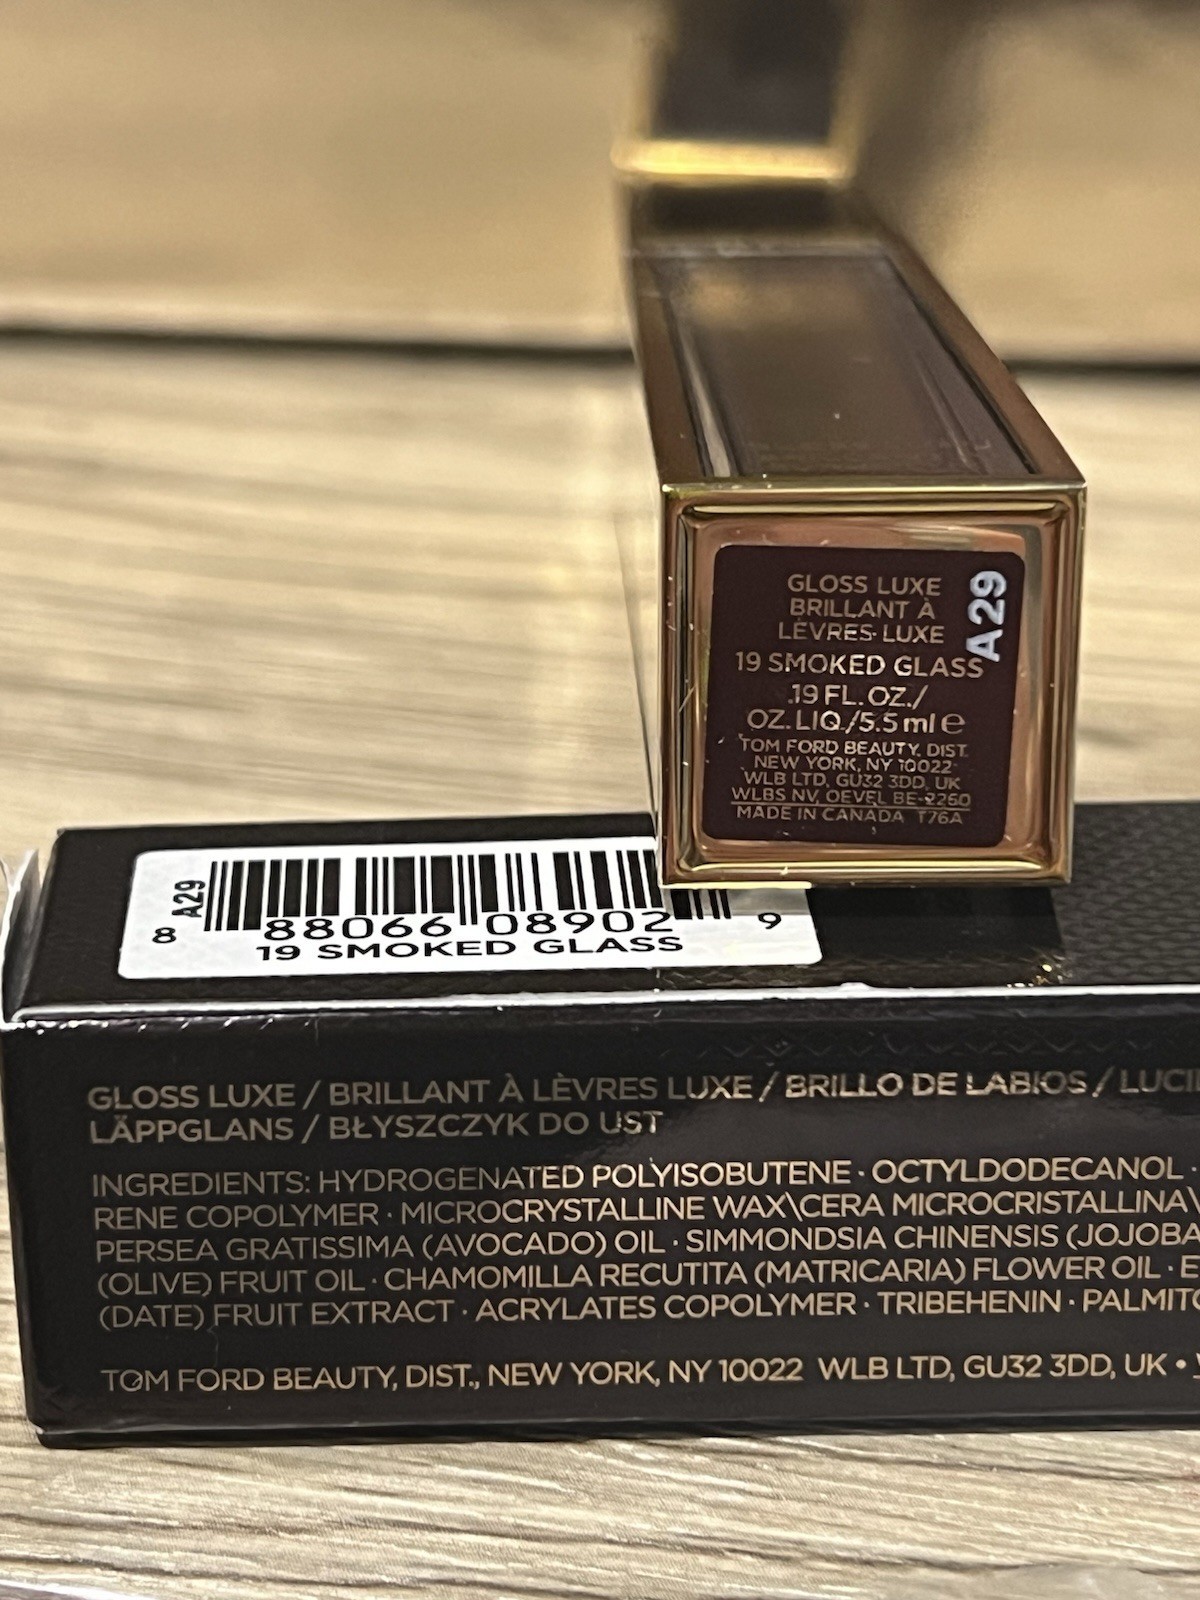 GLOSS LUXE
BRILLANT À
LÈVRES LUXE
A29
19 SMOKED GLASS
.19 FL. OZ./
OZ. LIQ./5.5 ml e
TOM FORD BEAUTY, DIST.
NEW YORK, NY 10022
WLB LTD, GU32 3DD, UK
WLBS NV, OEVEL BE-2260
MADE IN CANADA T76A
A29
8 88066 08902 9
19 SMOKED GLASS
GLOSS LUXE / BRILLANT À LÈVRES LUXE / BRILLO DE LABIOS /
LÄPPGLANS / BŁYSZCZYK DO UST
INGREDIENTS: HYDROGENATED POLYISOBUTENE · OCTYLDODECANOL ·
RENE COPOLYMER · MICROCRYSTALLINE WAX\CERA MICROCRISTALLINA\
PERSEA GRATISSIMA (AVOCADO) OIL · SIMMONDSIA CHINENSIS (JOJOBA
(OLIVE) FRUIT OIL · CHAMOMILLA RECUTITA (MATRICARIA) FLOWER OIL ·
(DATE) FRUIT EXTRACT · ACRYLATES COPOLYMER · TRIBEHENIN ·
TOM FORD BEAUTY, DIST., NEW YORK, NY 10022 WLB LTD, GU32 3DD, UK •